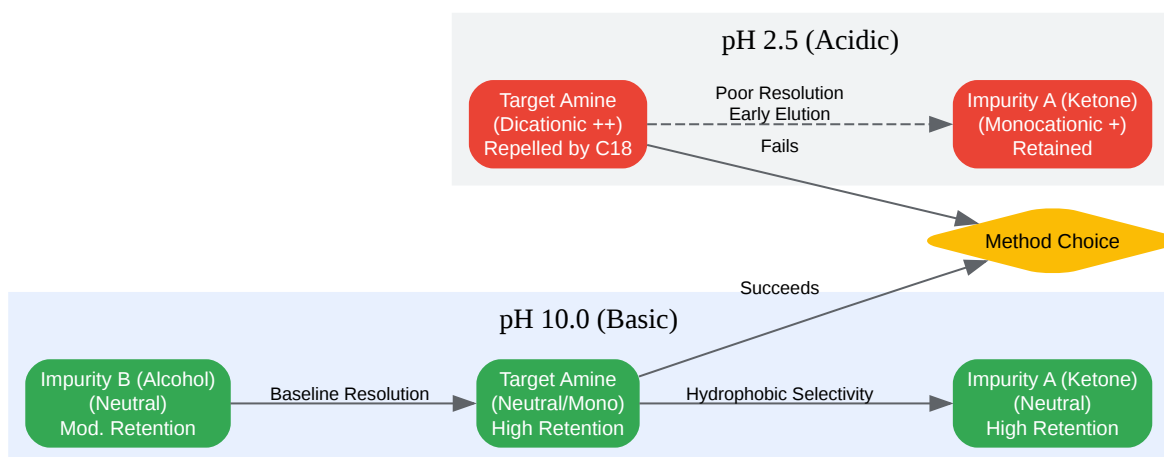 pH 2.5 (Acidic)
Target Amine
(Dicationic ++)
Repelled by C18
Poor Resolution
Early Elution
Fails
Impurity A (Ketone)
(Monocationic +)
Retained
Method Choice
Succeeds
pH 10.0 (Basic)
Impurity B (Alcohol)
(Neutral)
Mod. Retention
Baseline Resolution
Target Amine
(Neutral/Mono)
High Retention
Hydrophobic Selectivity
Impurity A (Ketone)
(Neutral)
High Retention